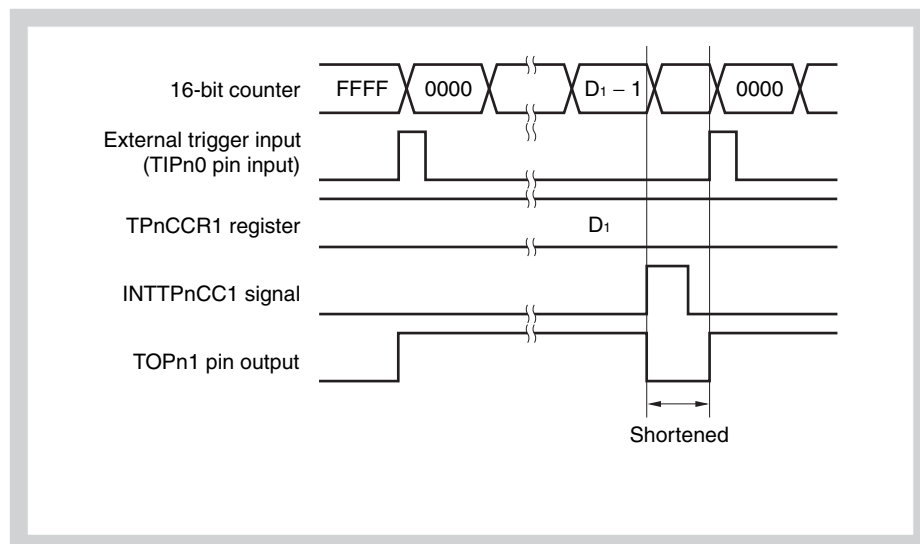 16-bit counter FFFF 0000 D₁ − 1 0000
External trigger input
(TIPn0 pin input)
TPnCCR1 register D₁
INTTPnCC1 signal
TOPn1 pin output
Shortened